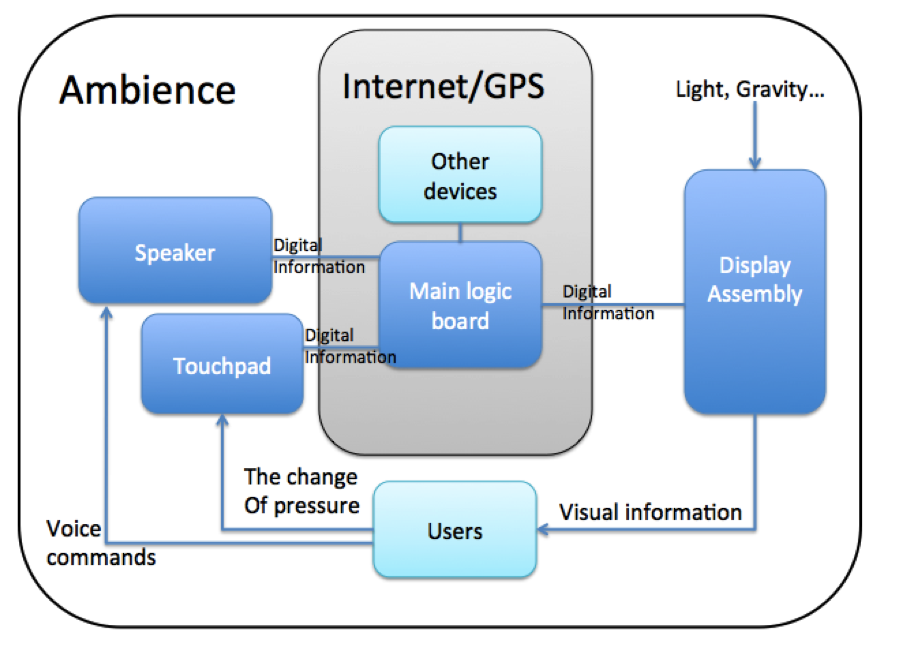 Ambience
Internet/GPS
Light, Gravity...
Other
devices
Speaker
Digital
Information
Main logic
board
Digital
Information
Display
Assembly
Digital
Information
Touchpad
The change
Of pressure
Users
Visual information
Voice
commands